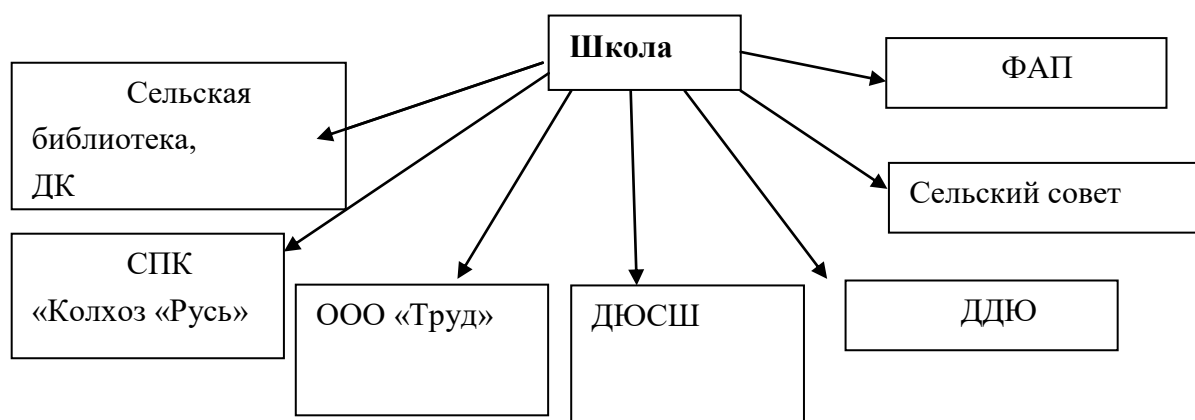 Школа
ФАП
Сельская
библиотека,
ДК
Сельский совет
СПК
«Колхоз «Русь»
ООО «Труд»
ДЮСШ
ДДЮ